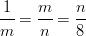 1/m = m/n = n/8